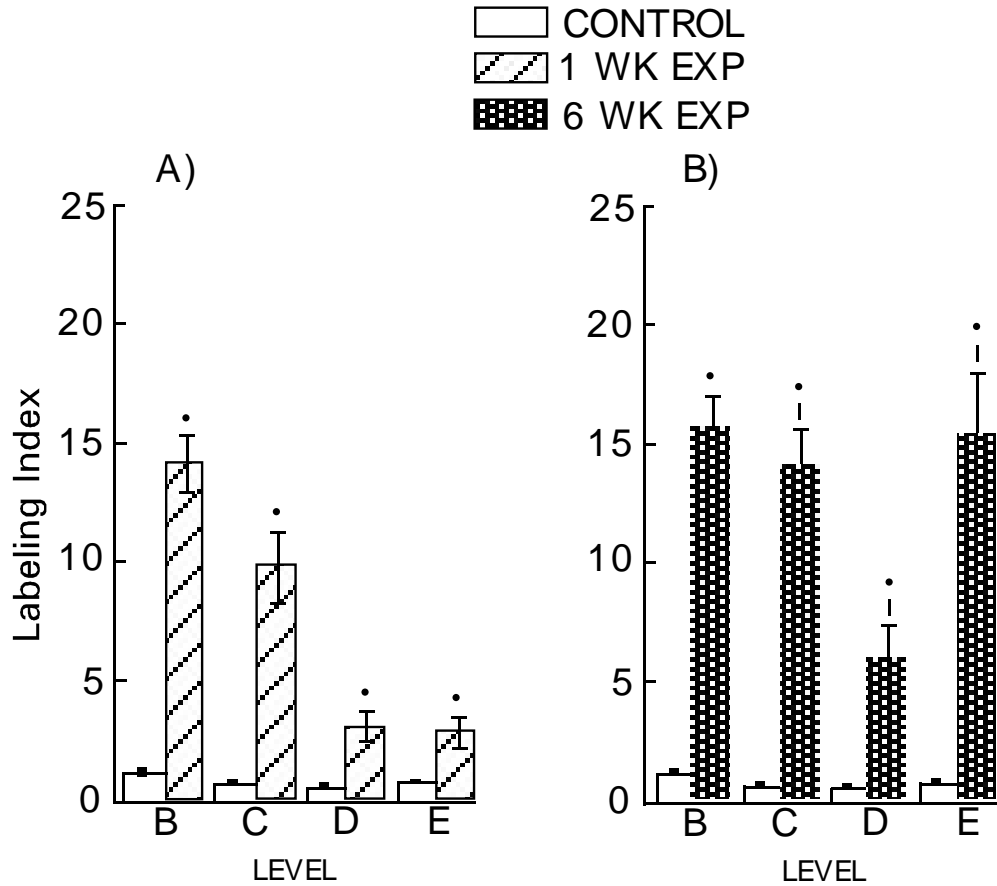 CONTROL
1 WK EXP
6 WK EXP
A)
B)
25
20
15
10
5
0
Labeling Index
B C D E
LEVEL
25
20
15
10
5
0
B C D E
LEVEL